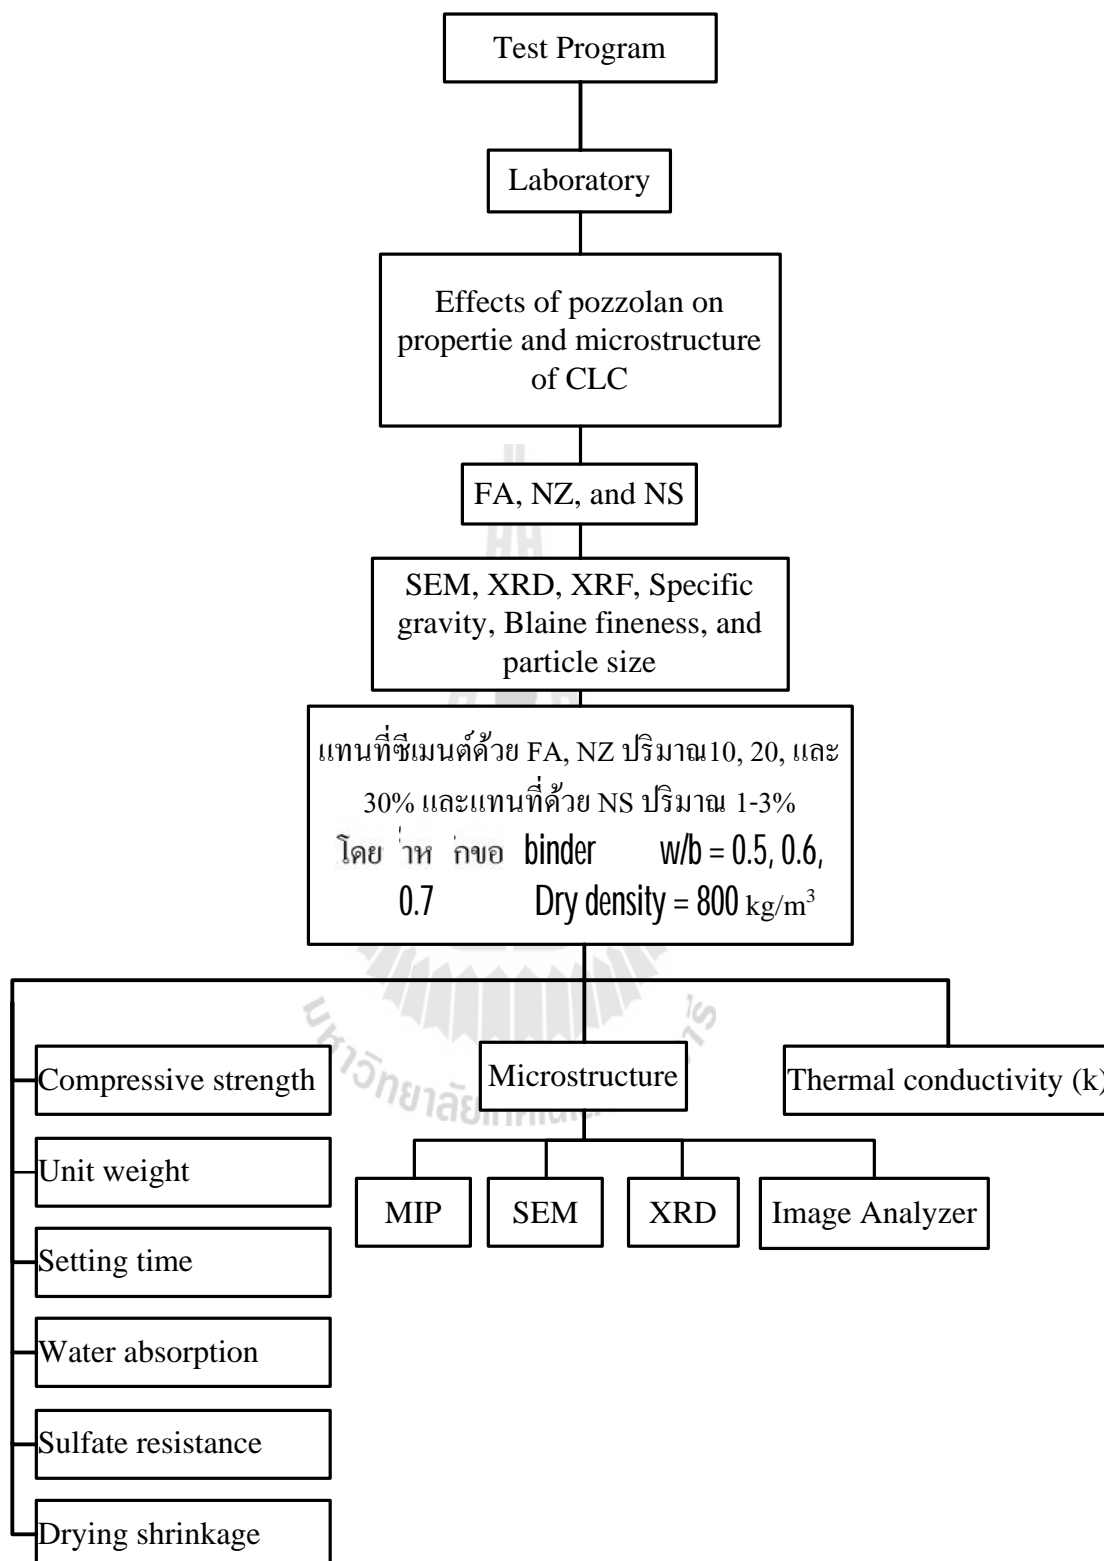 Test Program
Laboratory
Effects of pozzolan on
propertie and microstructure
of CLC
FA, NZ, and NS
SEM, XRD, XRF, Specific
gravity, Blaine fineness, and
particle size
แทนที่ซีเมนต์ด้วย FA, NZ ปริมาณ10, 20, และ
30% และแทนที่ด้วย NS ปริมาณ 1-3%
โดย binder w/b = 0.5, 0.6,
0.7 Dry density = 800 kg/m³
Compressive strength
Microstructure
Thermal conductivity (k)
Unit weight
MIP
SEM
XRD
Image Analyzer
Setting time
Water absorption
Sulfate resistance
Drying shrinkage